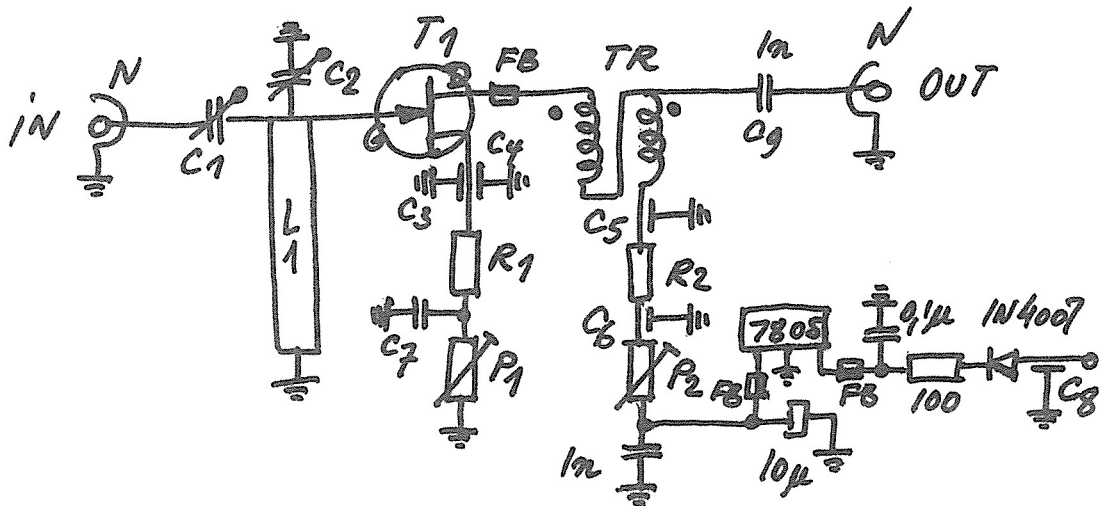 iN
N
C1
C2
L1
T1
G
D
FB
C4
C3
R1
C7
P1
TR
C5
R2
C6
P2
1n
1n
C9
N
OUT
7805
FB
FB
10µ
0,1µ
100
1N4007
C8